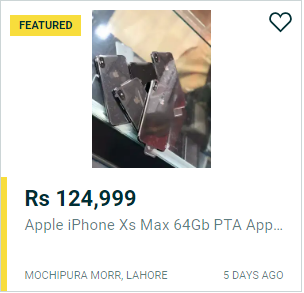 FEATURED
Rs 124,999
Apple iPhone Xs Max 64Gb PTA App...
MOCHIPURA MORR, LAHORE 5 DAYS AGO